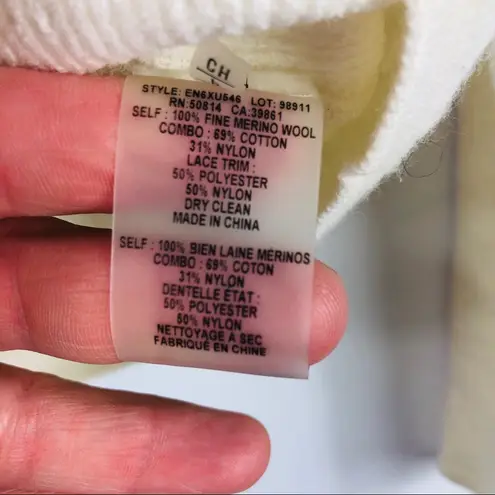 CH
STYLE: EN6XU546 LOT: 98911
RN:50814 CA:39861
SELF : 100% FINE MERINO WOOL
COMBO : 69% COTTON
31% NYLON
LACE TRIM :
50% POLYESTER
50% NYLON
DRY CLEAN
MADE IN CHINA
SELF : 100% BIEN LAINE MERINOS
COMBO : 69% COTON
31% NYLON
DENTELLE ETAT :
50% POLYESTER
50% NYLON
NETTOYAGE A SEC
FABRIQUE EN CHINE